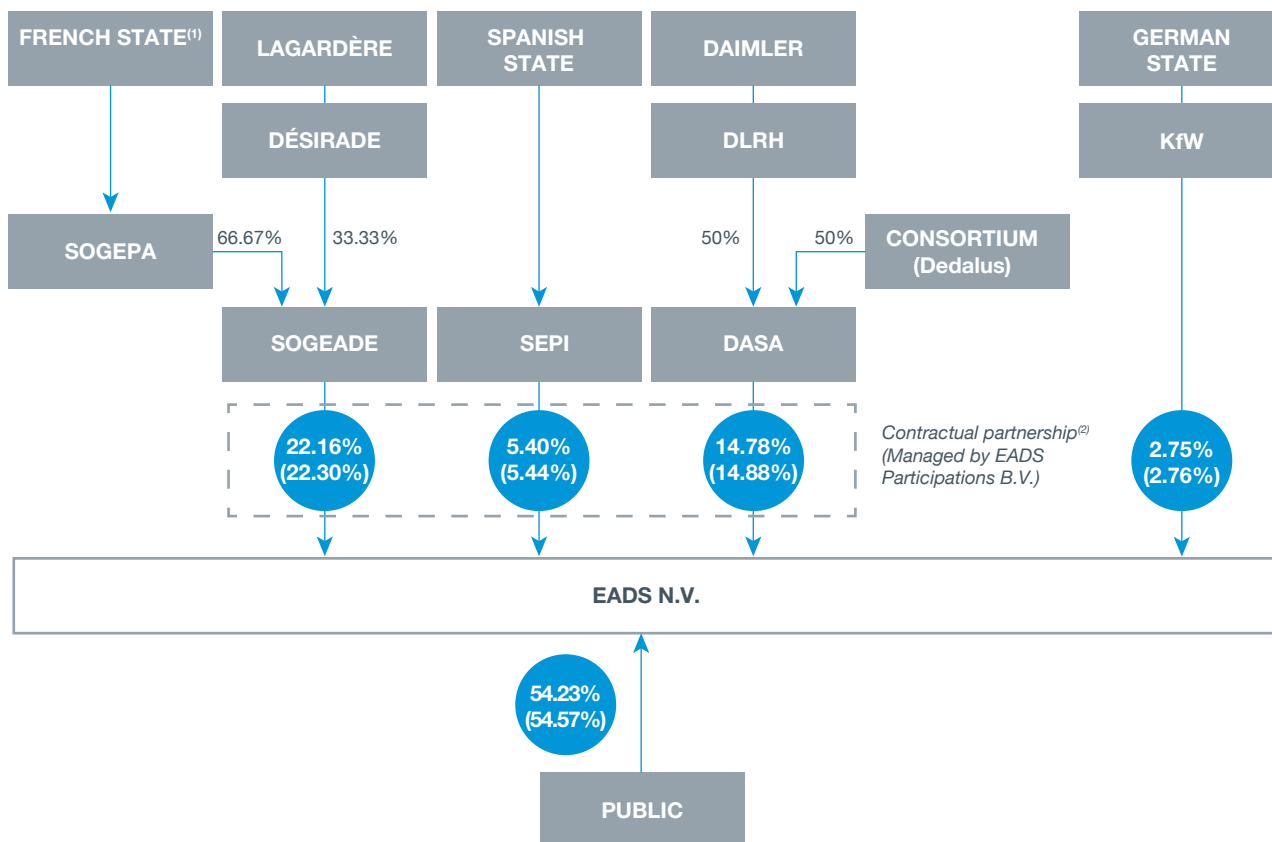 FRENCH STATE(1)
LAGARDÈRE
SPANISH
STATE
DAIMLER
GERMAN
STATE
DÉSIRADE
DLRH
KfW
SOGEPA
66.67%
33.33%
50%
50%
CONSORTIUM
(Dedalus)
SOGEADE
SEPI
DASA
22.16%
(22.30%)
5.40%
(5.44%)
14.78%
(14.88%)
Contractual partnership(2)
(Managed by EADS
Participations B.V.)
2.75%
(2.76%)
EADS N.V.
54.23%
(54.57%)
PUBLIC